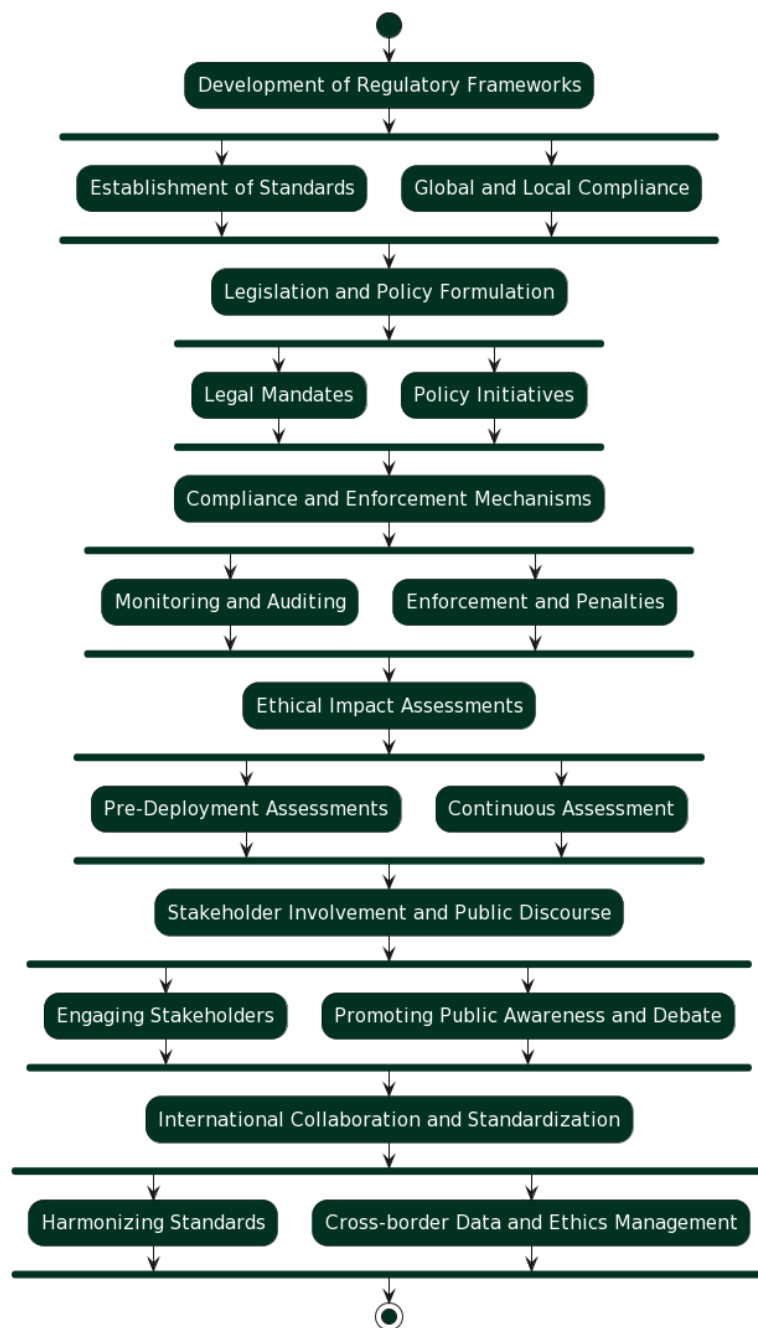 Development of Regulatory Frameworks
Establishment of Standards
Global and Local Compliance
Legislation and Policy Formulation
Legal Mandates
Policy Initiatives
Compliance and Enforcement Mechanisms
Monitoring and Auditing
Enforcement and Penalties
Ethical Impact Assessments
Pre-Deployment Assessments
Continuous Assessment
Stakeholder Involvement and Public Discourse
Engaging Stakeholders
Promoting Public Awareness and Debate
International Collaboration and Standardization
Harmonizing Standards
Cross-border Data and Ethics Management